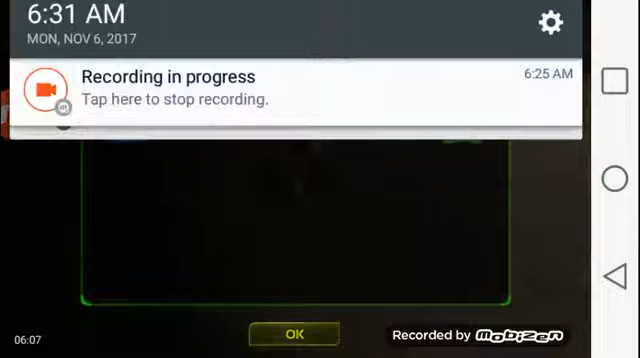 6:31 AM
MON, NOV 6, 2017
Recording in progress
6:25 AM
Tap here to stop recording.
06:07
OK
Recorded by mobizen